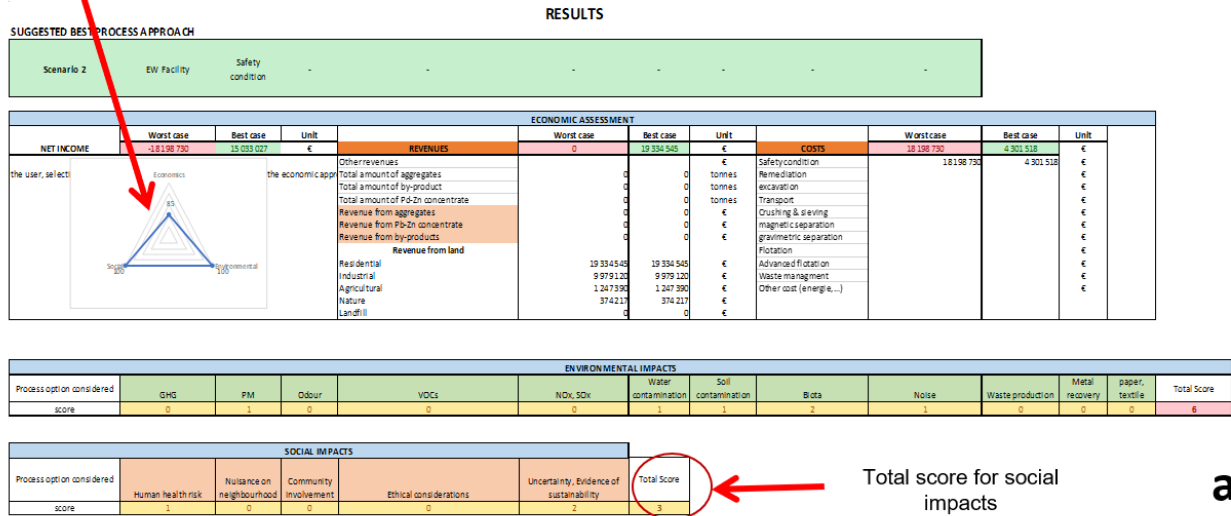 RESULTS
SUGGESTED BEST PROCESS APPROACH
Scenario 2 EW Facility Safety condition - - - - - - -
ECONOMIC ASSESSMENT
Worst case Best case Unit Worst case Best case Unit Worst case Best case Unit
NET INCOME -18 198 730 15 033 027 € REVENUES 0 19 334 545 € COSTS 18 198 730 4 301 518 €
Other revenues € Safety condition 18 198 730 4 301 518 €
the user, selecti the economic appr Total amount of aggregates 0 0 tonnes Remediation €
Total amount of by-product 0 0 tonnes excavation €
Total amount of Pd-Zn concentrate 0 0 tonnes Transport €
Revenue from aggregates 0 0 € Crushing & sieving €
Revenue from Pb-Zn concentrate 0 0 € magnetic separation €
Revenue from by-products 0 0 € gravimetric separation €
Revenue from land Flotation €
Residential 19 334 545 19 334 545 € Advanced flotation €
Industrial 9 979 120 9 979 120 € Waste managment €
Agricultural 1 247 390 1 247 390 € Other cost (energie,...) €
Nature 374 217 374 217 €
Landfill 0 0 €
Economics
85
Social Environmental
100 100
ENVIRONMENTAL IMPACTS
Process option considered GHG PM Odour VOCs NOx, SOx Water contamination Soil contamination Biota Noise Waste production Metal recovery paper, textile Total Score
score 0 1 0 0 0 1 1 2 1 0 0 0 6
SOCIAL IMPACTS
Process option considered Human health risk Nuisance on neighbourhood Community involvement Ethical considerations Uncertainty, Evidence of sustainability Total Score
score 1 0 0 0 2 3
Total score for social
impacts
a